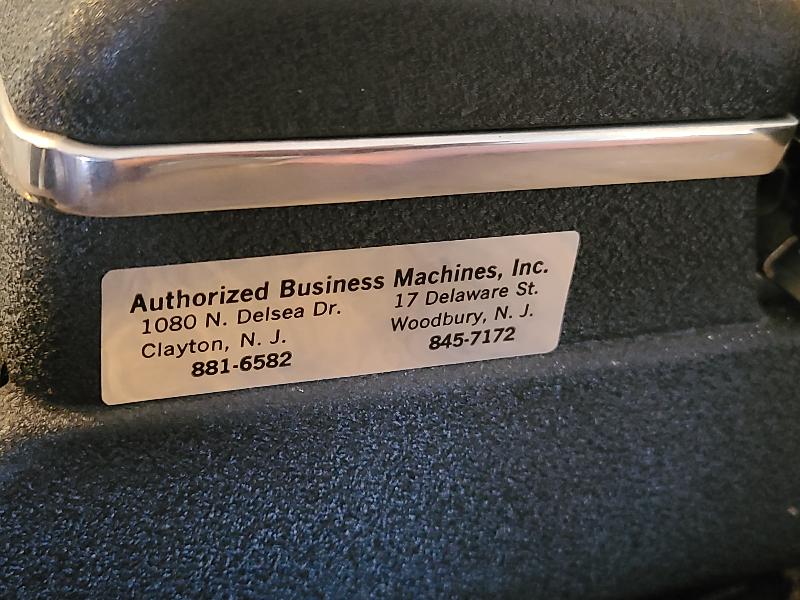 Authorized Business Machines, Inc.
1080 N. Delsea Dr.
Clayton, N. J.
881-6582
17 Delaware St.
Woodbury, N. J.
845-7172